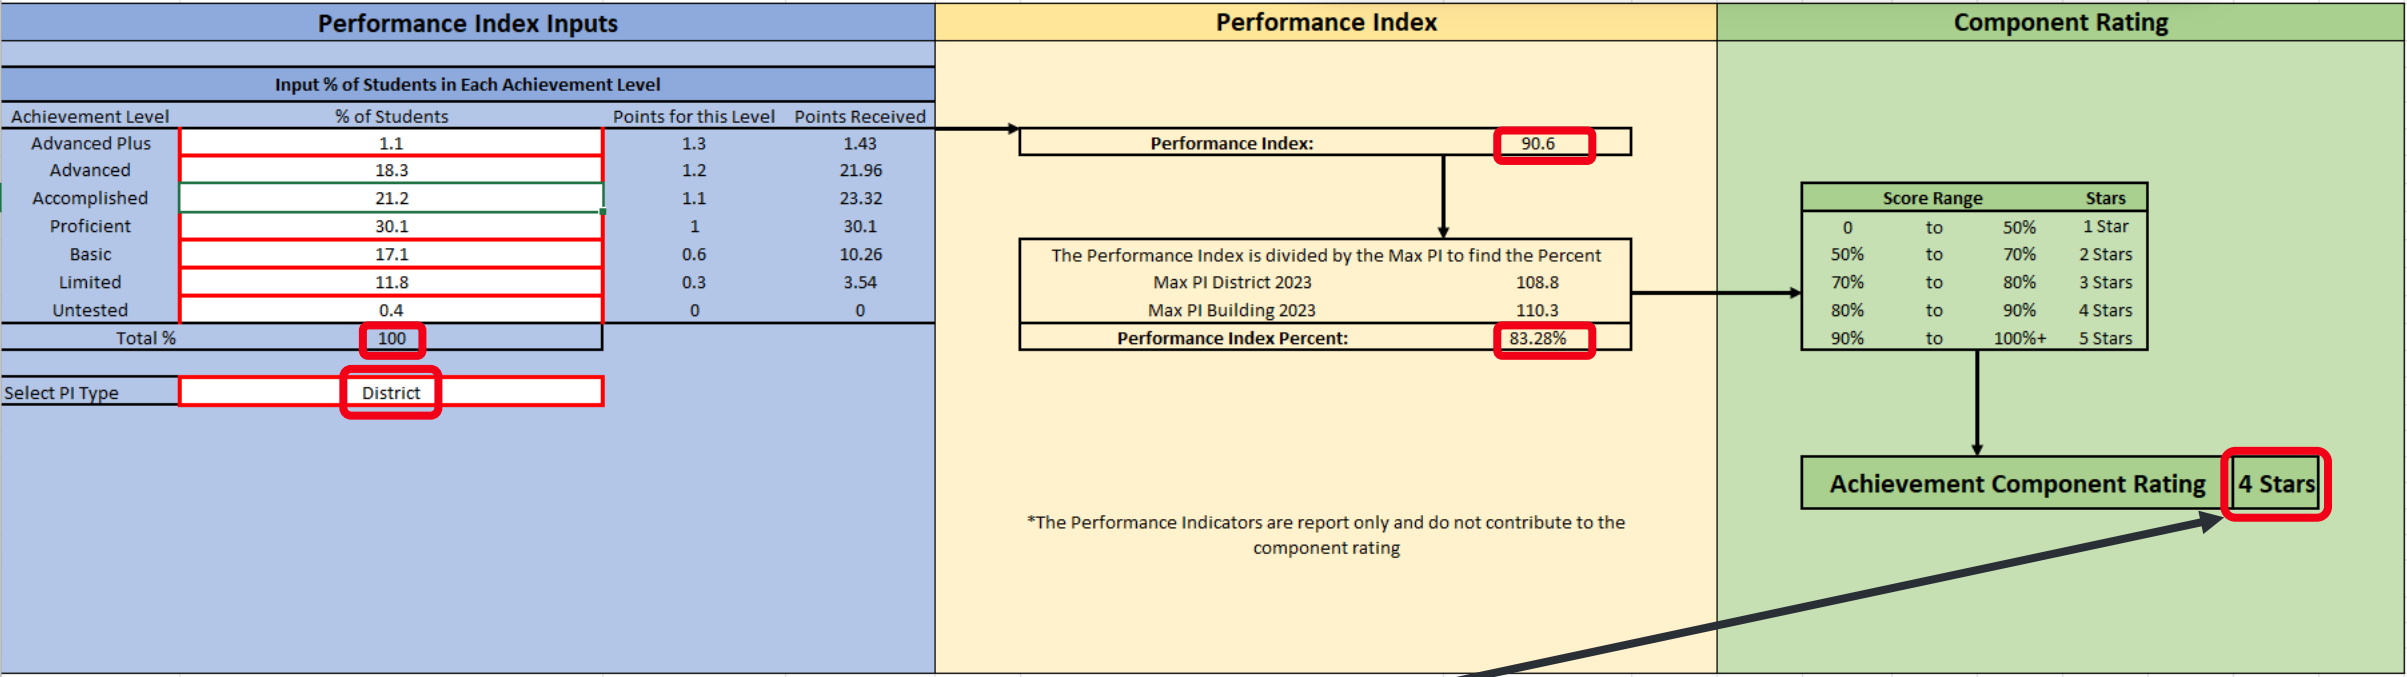 Performance Index Inputs
Input % of Students in Each Achievement Level
Achievement Level % of Students Points for this Level Points Received
Advanced Plus 1.1 1.3 1.43
Advanced 18.3 1.2 21.96
Accomplished 21.2 1.1 23.32
Proficient 30.1 1 30.1
Basic 17.1 0.6 10.26
Limited 11.8 0.3 3.54
Untested 0.4 0 0
Total % 100
Select PI Type District
Performance Index
Performance Index: 90.6
The Performance Index is divided by the Max PI to find the Percent
Max PI District 2023 108.8
Max PI Building 2023 110.3
Performance Index Percent: 83.28%
*The Performance Indicators are report only and do not contribute to the
component rating
Component Rating
Score Range Stars
0 to 50% 1 Star
50% to 70% 2 Stars
70% to 80% 3 Stars
80% to 90% 4 Stars
90% to 100%+ 5 Stars
Achievement Component Rating 4 Stars